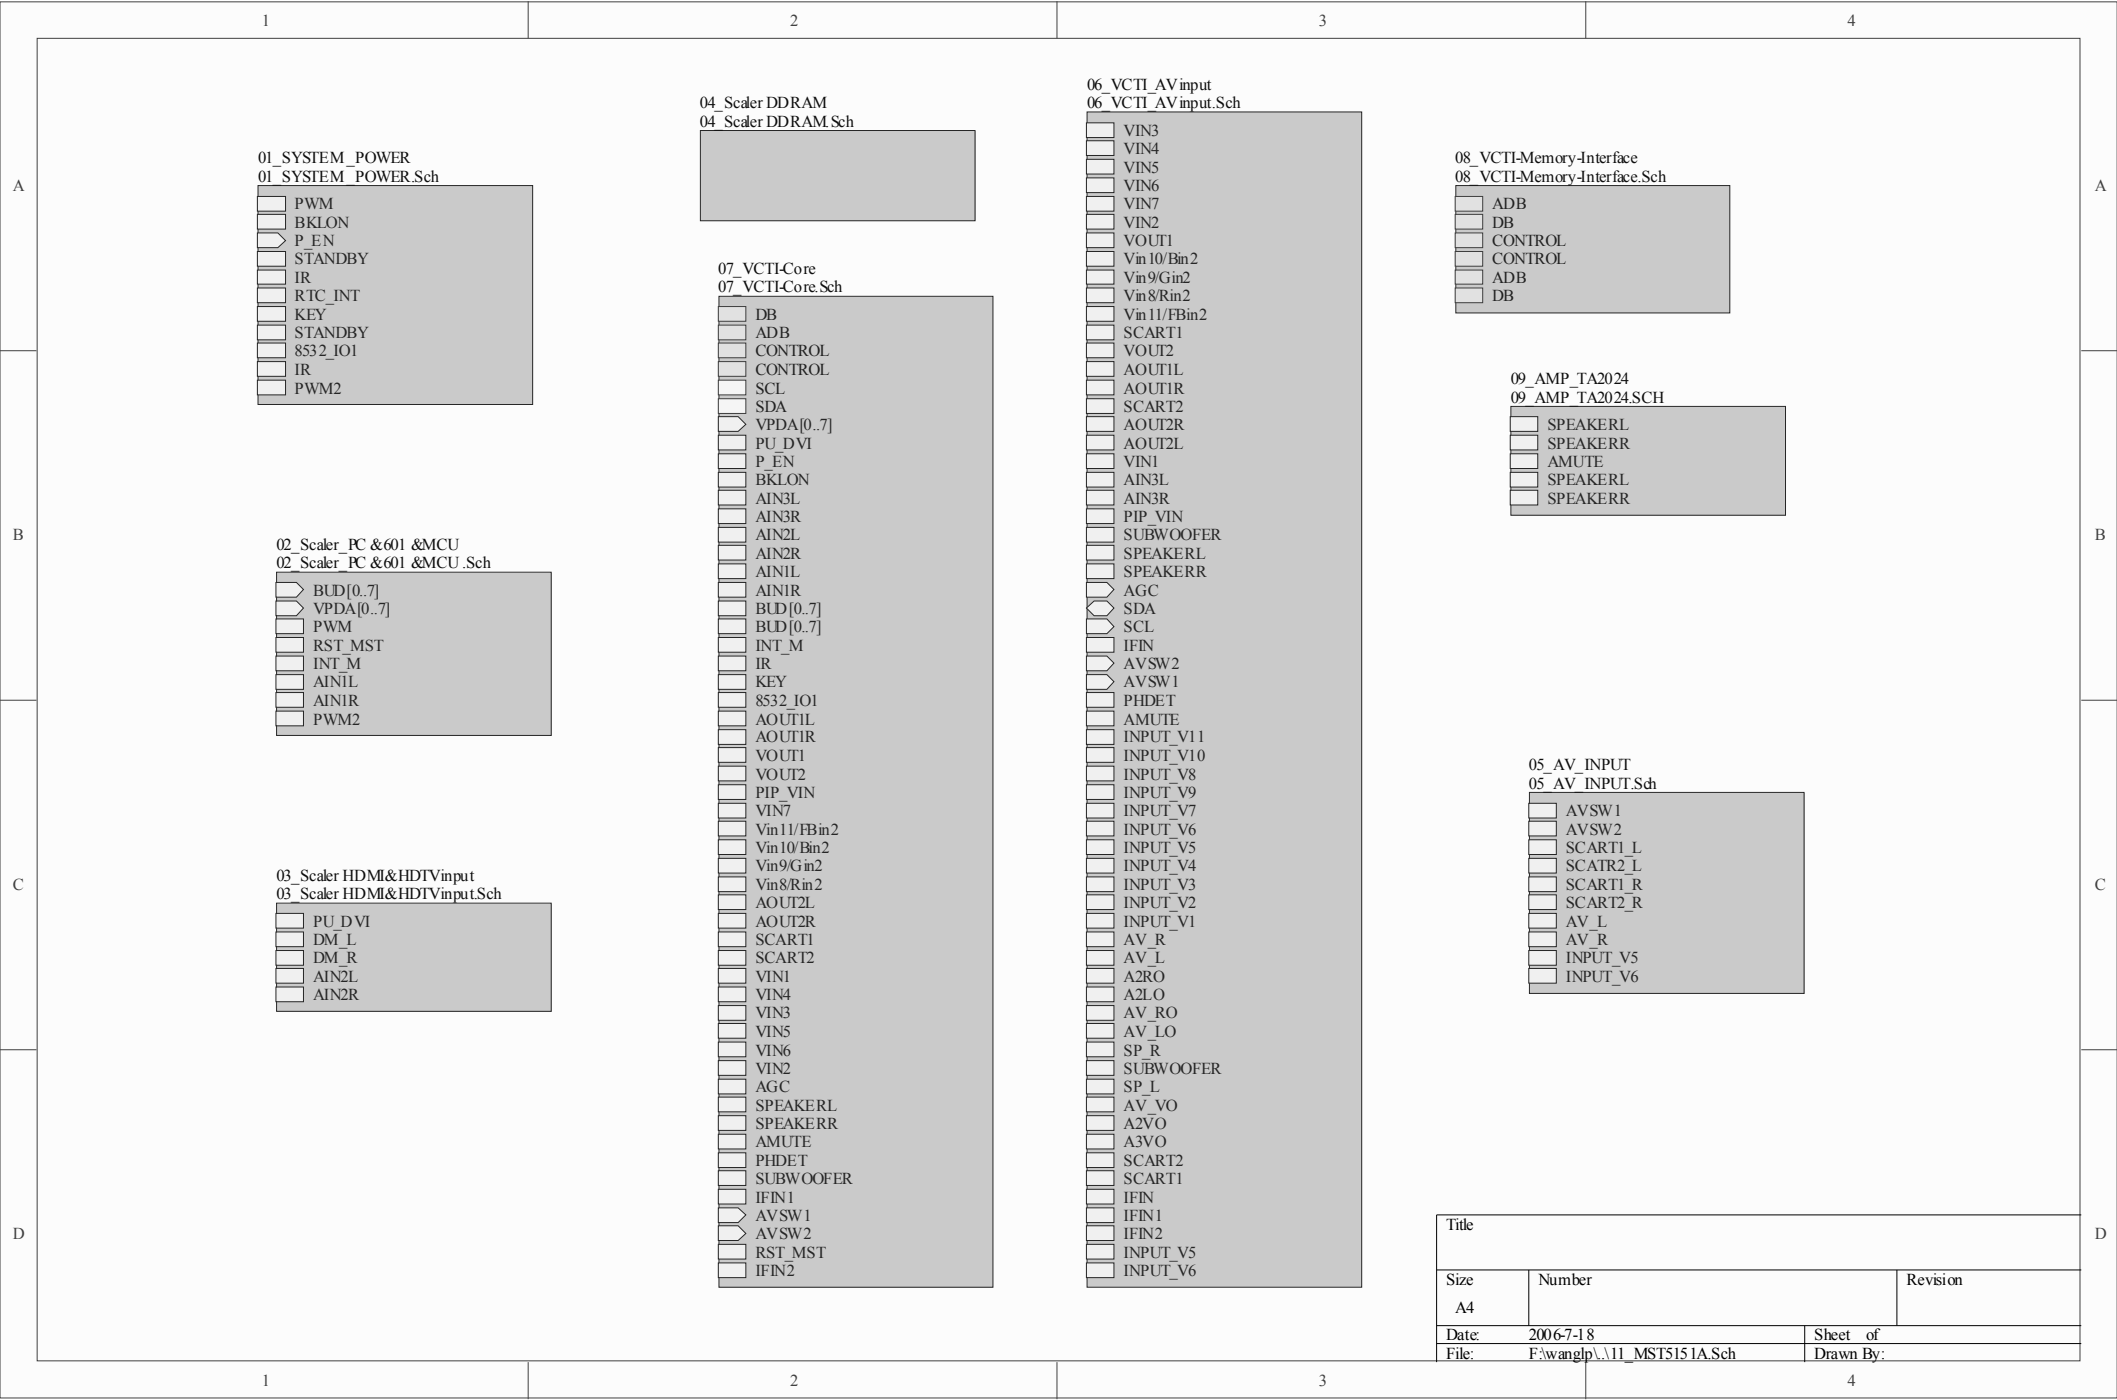 1
2
3
4
A
B
C
D
A
B
C
D
01_SYSTEM_POWER
01_SYSTEM_POWER.Sch
PWM
BKLON
P_EN
STANDBY
IR
RTC_INT
KEY
STANDBY
8532_IO1
IR
PWM2
02_Scaler_PC &601 &MCU
02_Scaler_PC &601 &MCU .Sch
BUD[0..7]
VPDA[0..7]
PWM
RST_MST
INT_M
AIN1L
AIN1R
PWM2
03_Scaler HDMI&HDTVinput
03_Scaler HDMI&HDTVinput.Sch
PU_DVI
DM_L
DM_R
AIN2L
AIN2R
04_Scaler DDRAM
04_Scaler DDRAM.Sch
07_VCTI-Core
07_VCTI-Core.Sch
DB
ADB
CONTROL
CONTROL
SCL
SDA
VPDA[0..7]
PU_DVI
P_EN
BKLON
AIN3L
AIN3R
AIN2L
AIN2R
AIN1L
AIN1R
BUD[0..7]
BUD[0..7]
INT_M
IR
KEY
8532_IO1
AOUT1L
AOUT1R
VOUT1
VOUT2
PIP_VIN
VIN7
Vin11/FBin2
Vin10/Bin2
Vin9/Gin2
Vin8/Rin2
AOUT2L
AOUT2R
SCART1
SCART2
VIN1
VIN4
VIN3
VIN5
VIN6
VIN2
AGC
SPEAKERL
SPEAKERR
AMUTE
PHDET
SUBWOOFER
IFIN1
AVSW1
AVSW2
RST_MST
IFIN2
06_VCTI_AVinput
06_VCTI_AVinput.Sch
VIN3
VIN4
VIN5
VIN6
VIN7
VIN2
VOUT1
Vin10/Bin2
Vin9/Gin2
Vin8/Rin2
Vin11/FBin2
SCART1
VOUT2
AOUT1L
AOUT1R
SCART2
AOUT2R
AOUT2L
VIN1
AIN3L
AIN3R
PIP_VIN
SUBWOOFER
SPEAKERL
SPEAKERR
AGC
SDA
SCL
IFIN
AVSW2
AVSW1
PHDET
AMUTE
INPUT_V11
INPUT_V10
INPUT_V8
INPUT_V9
INPUT_V7
INPUT_V6
INPUT_V5
INPUT_V4
INPUT_V3
INPUT_V2
INPUT_V1
AV_R
AV_L
A2RO
A2LO
AV_RO
AV_LO
SP_R
SUBWOOFER
SP_L
AV_VO
A2VO
A3VO
SCART2
SCART1
IFIN
IFIN1
IFIN2
INPUT_V5
INPUT_V6
08_VCTI-Memory-Interface
08_VCTI-Memory-Interface.Sch
ADB
DB
CONTROL
CONTROL
ADB
DB
09_AMP_TA2024
09_AMP_TA2024.SCH
SPEAKERL
SPEAKERR
AMUTE
SPEAKERL
SPEAKERR
05_AV_INPUT
05_AV_INPUT.Sch
AVSW1
AVSW2
SCART1_L
SCATR2_L
SCART1_R
SCART2_R
AV_L
AV_R
INPUT_V5
INPUT_V6
Title
Size
Number
Revision
A4
Date: 2006-7-18 Sheet of
File: F:\wanglp\..\11_MST5151A.Sch Drawn By:
1
2
3
4